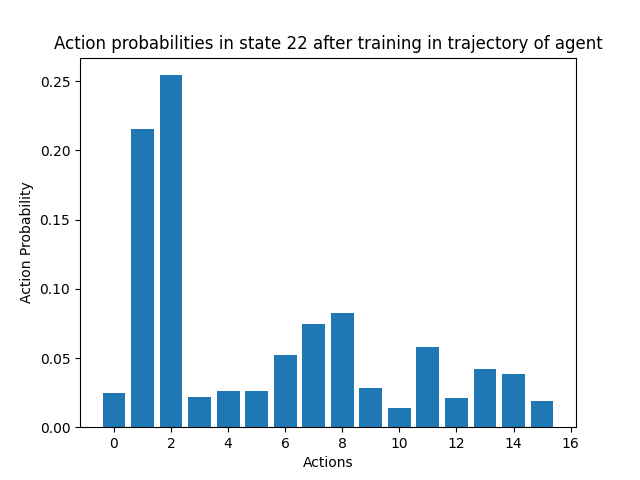 Action probabilities in state 22 after training in trajectory of agent
0.25
0.20
0.15
0.10
0.05
0.00
Action Probability
0 2 4 6 8 10 12 14 16
Actions